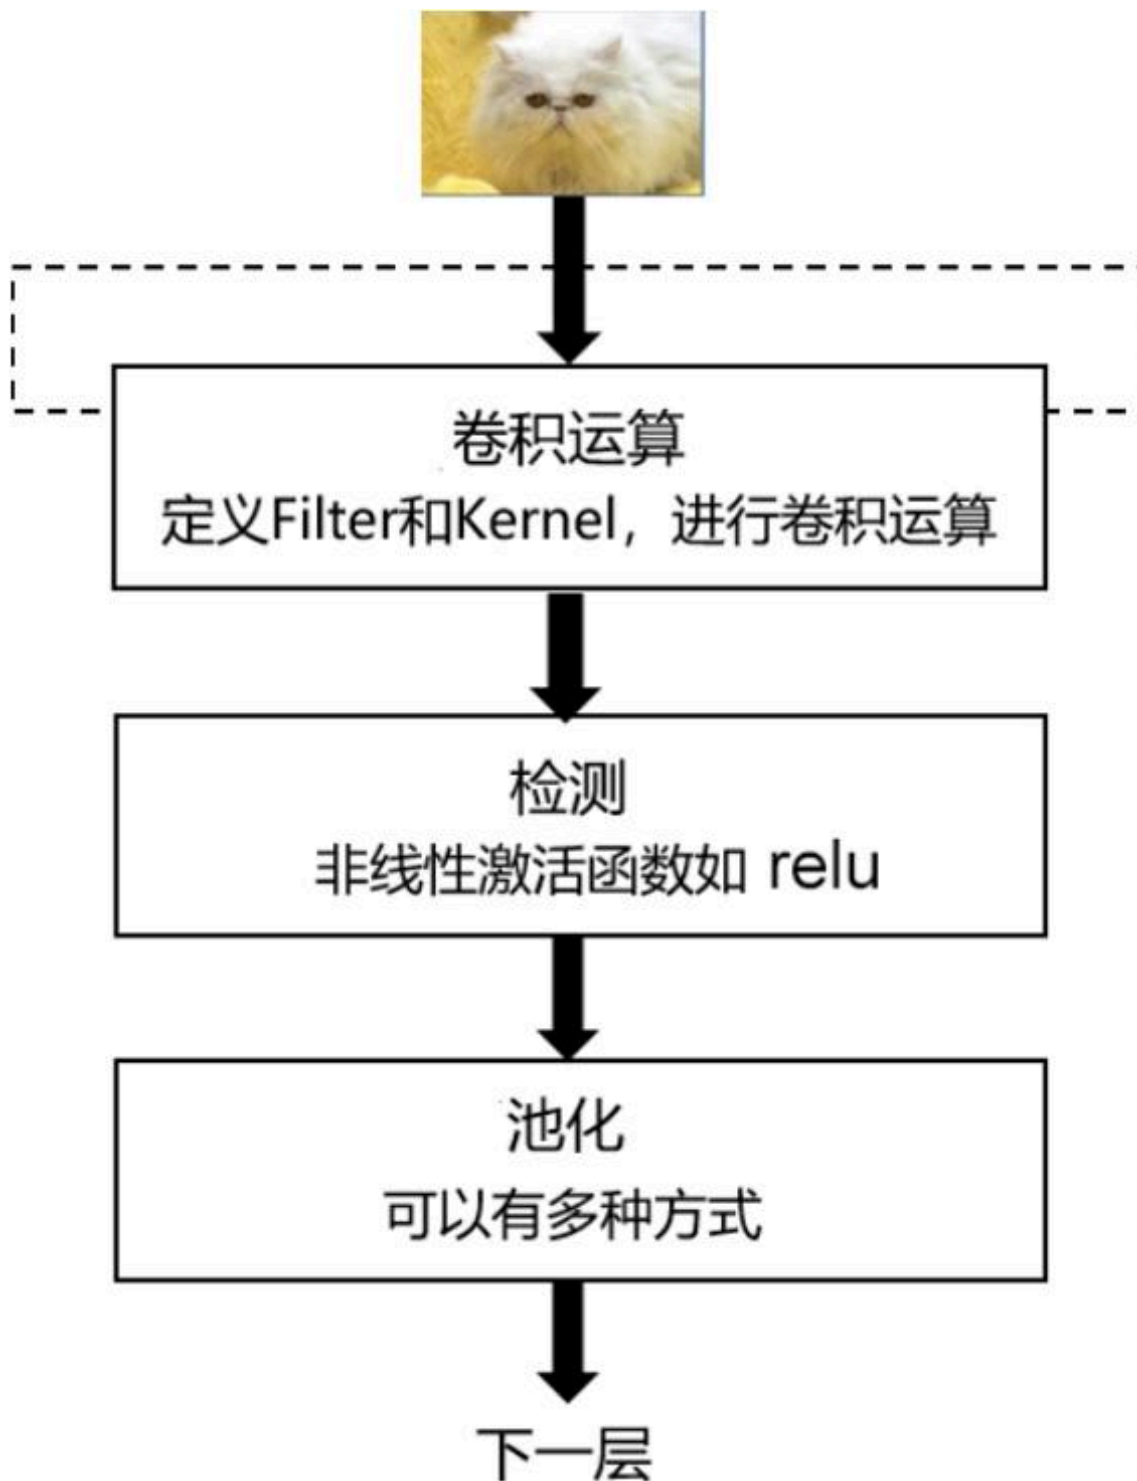 卷积运算
定义Filter和Kernel，进行卷积运算
检测
非线性激活函数如 relu
池化
可以有多种方式
下一层